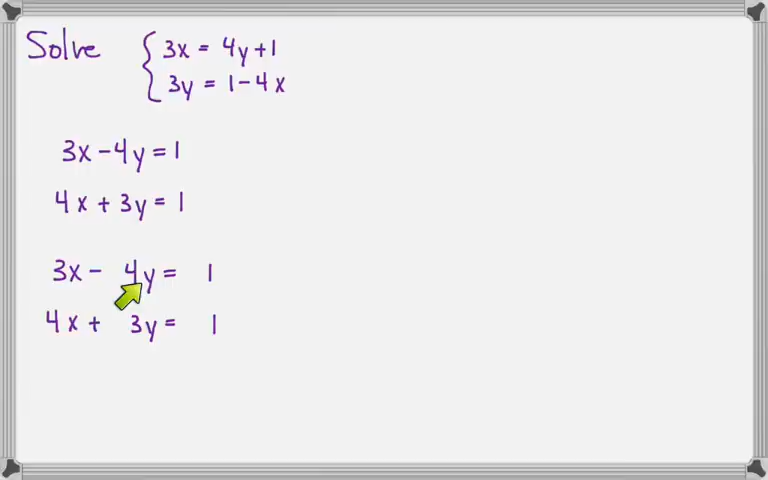 Solve { 3x = 4y+1
3y = 1-4x
3x-4y=1
4x+3y=1
3x- 4y= 1
4x+ 3y= 1